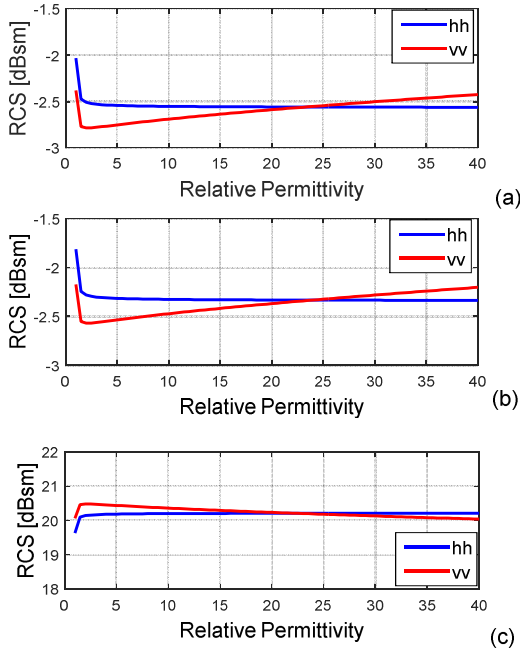 -1.5
hh
vv
-2
-2.5
-3
RCS [dBsm]
0 5 10 15 20 25 30 35 40
Relative Permittivity
(a)
-1.5
hh
vv
-2
-2.5
-3
RCS [dBsm]
0 5 10 15 20 25 30 35 40
Relative Permittivity
(b)
22
21
20
19
18
RCS [dBsm]
hh
vv
0 5 10 15 20 25 30 35 40
Relative Permittivity
(c)